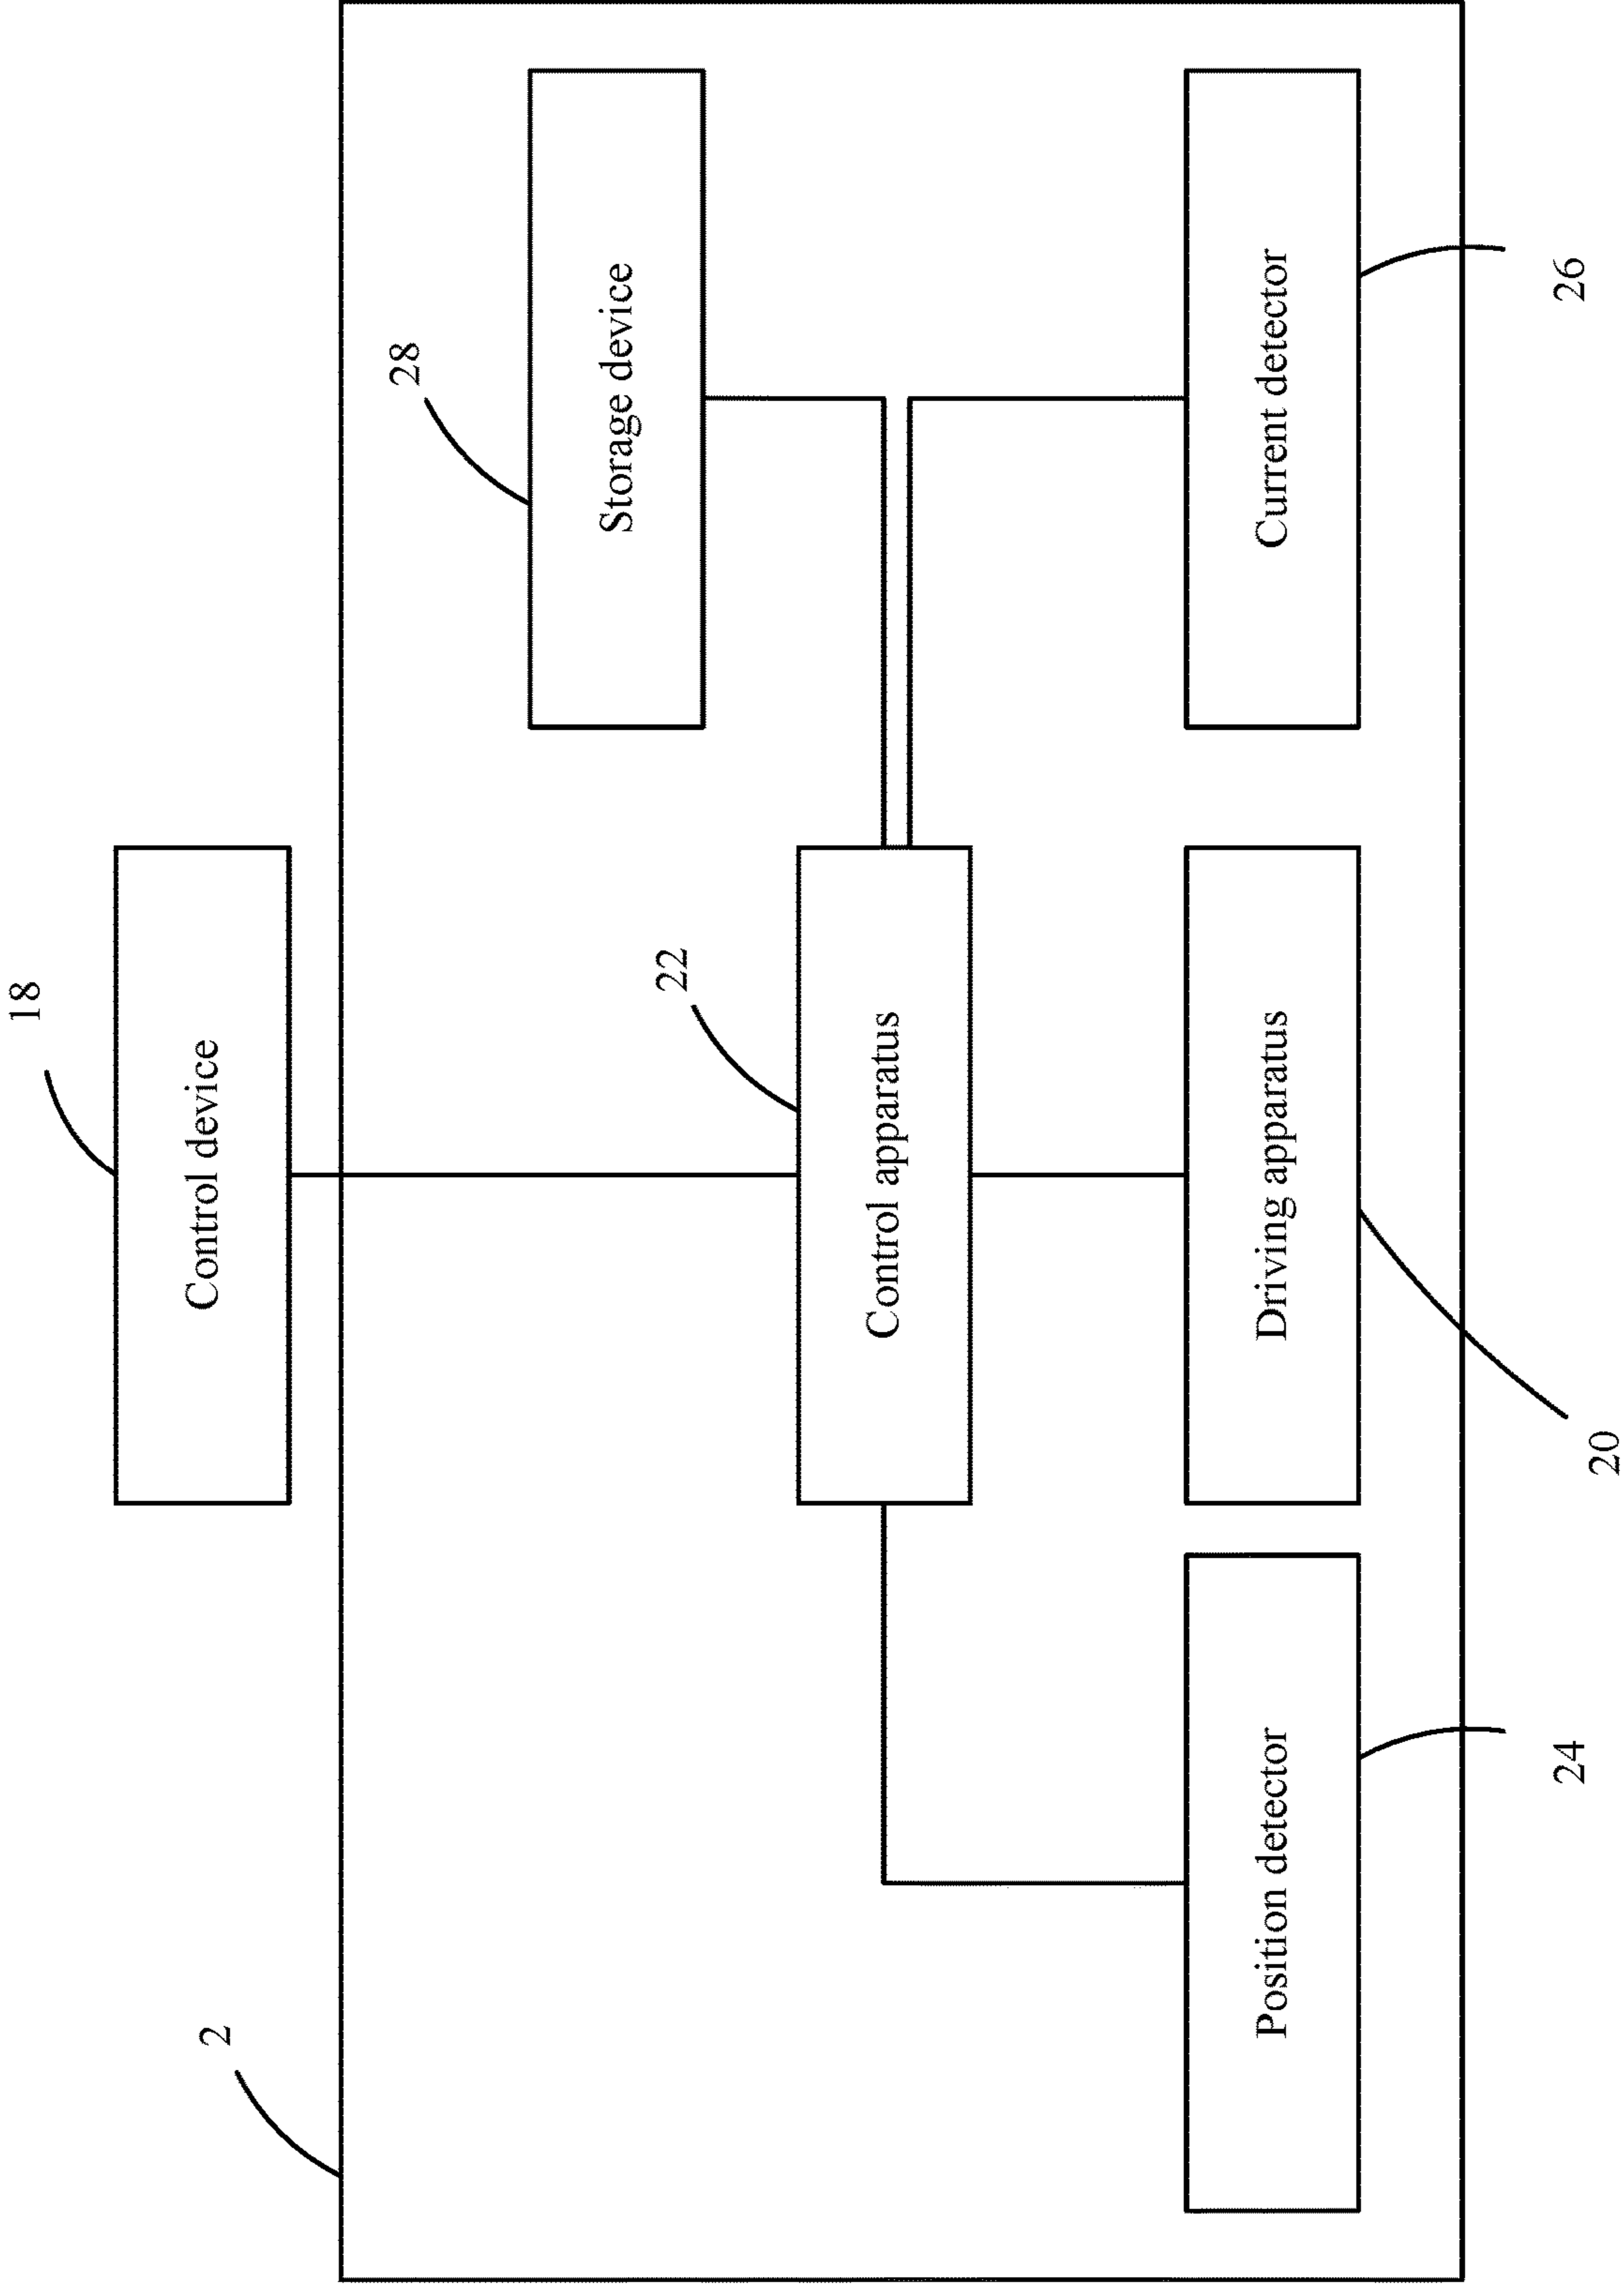 18
Control device
2
28
Storage device
22
Control apparatus
Position detector
Driving apparatus
Current detector
24
20
26